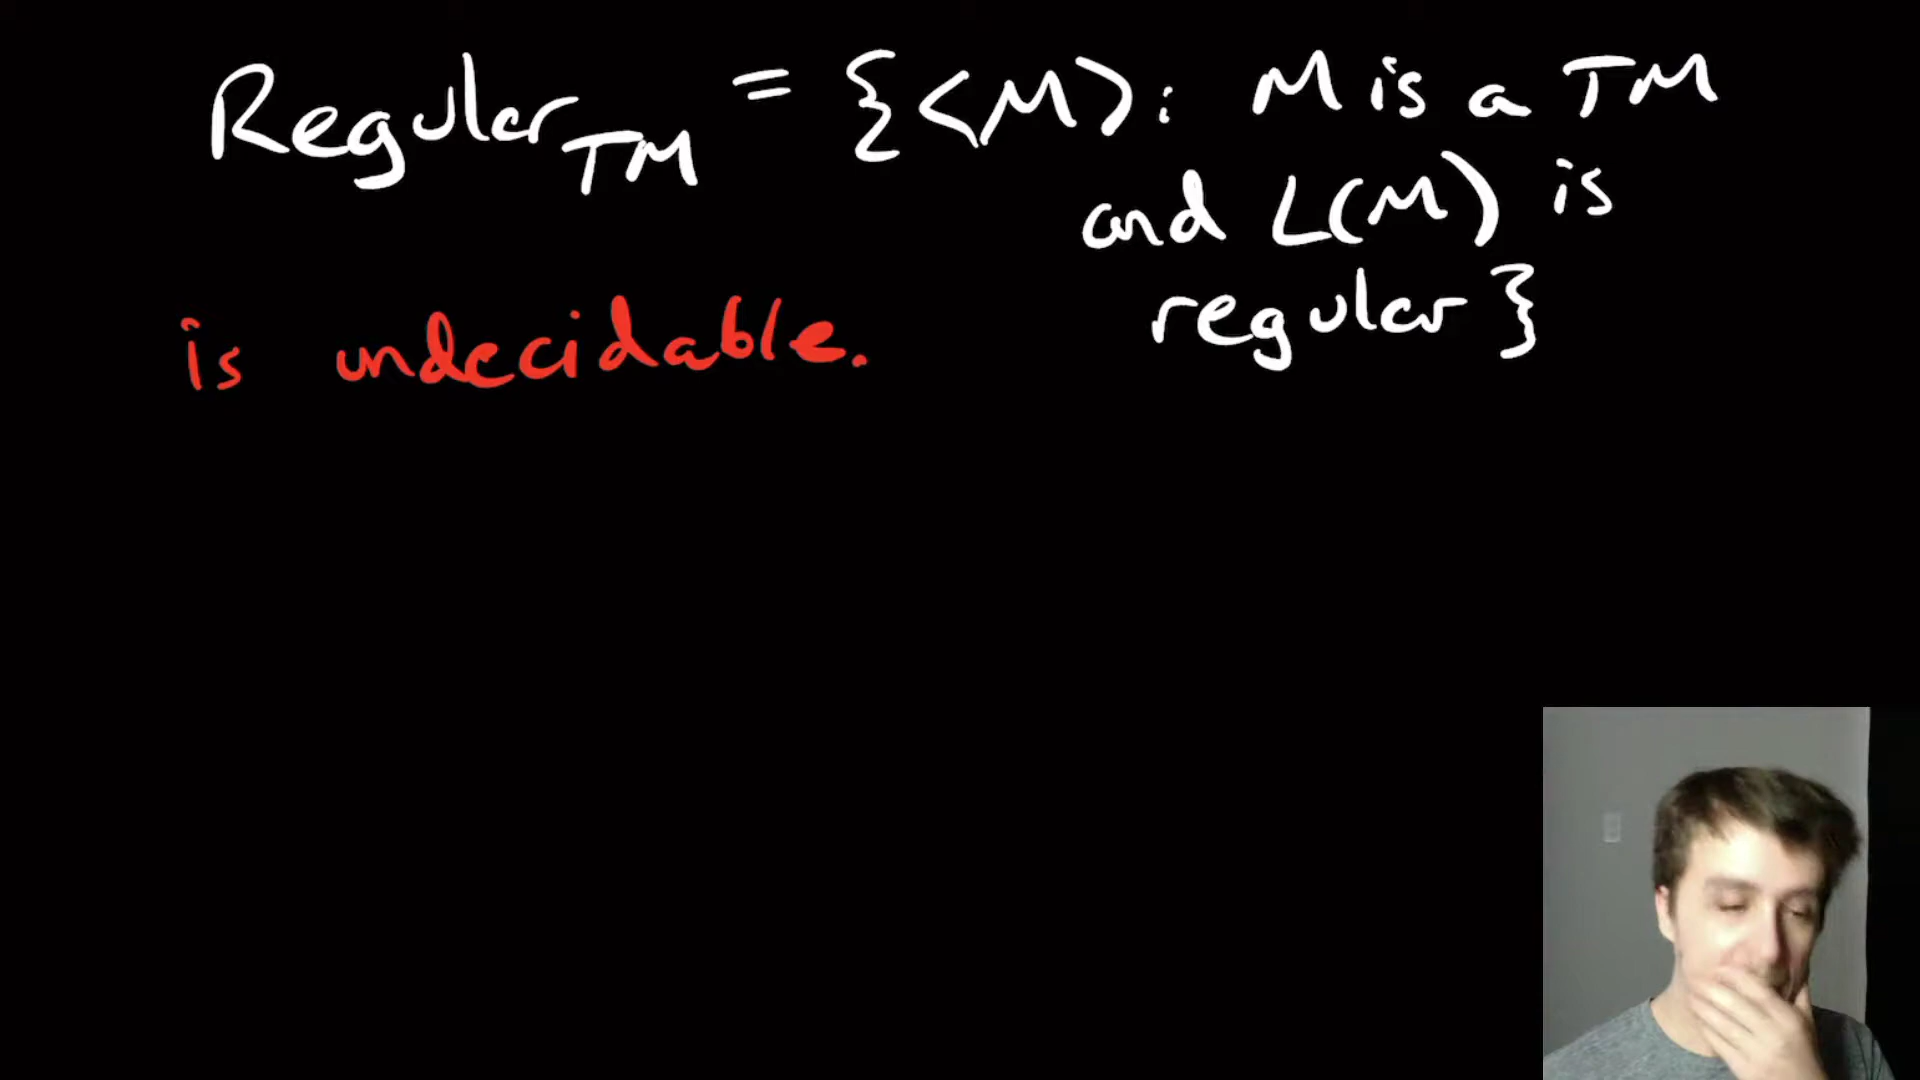 Regular_TM = {<M>: M is a TM
and L(M) is
regular}
is undecidable.